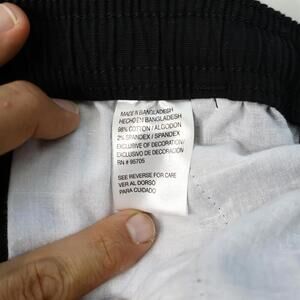 MADE IN BANGLADESH
HECHO EN BANGLADESH
98% COTTON / ALGODON
2% SPANDEX / SPANDEX
EXCLUSIVE OF DECORATION/
EXCLUSIVO DE DECORACIÓN
RN # 95705
SEE REVERSE FOR CARE
VER AL DORSO
PARA CUIDADO